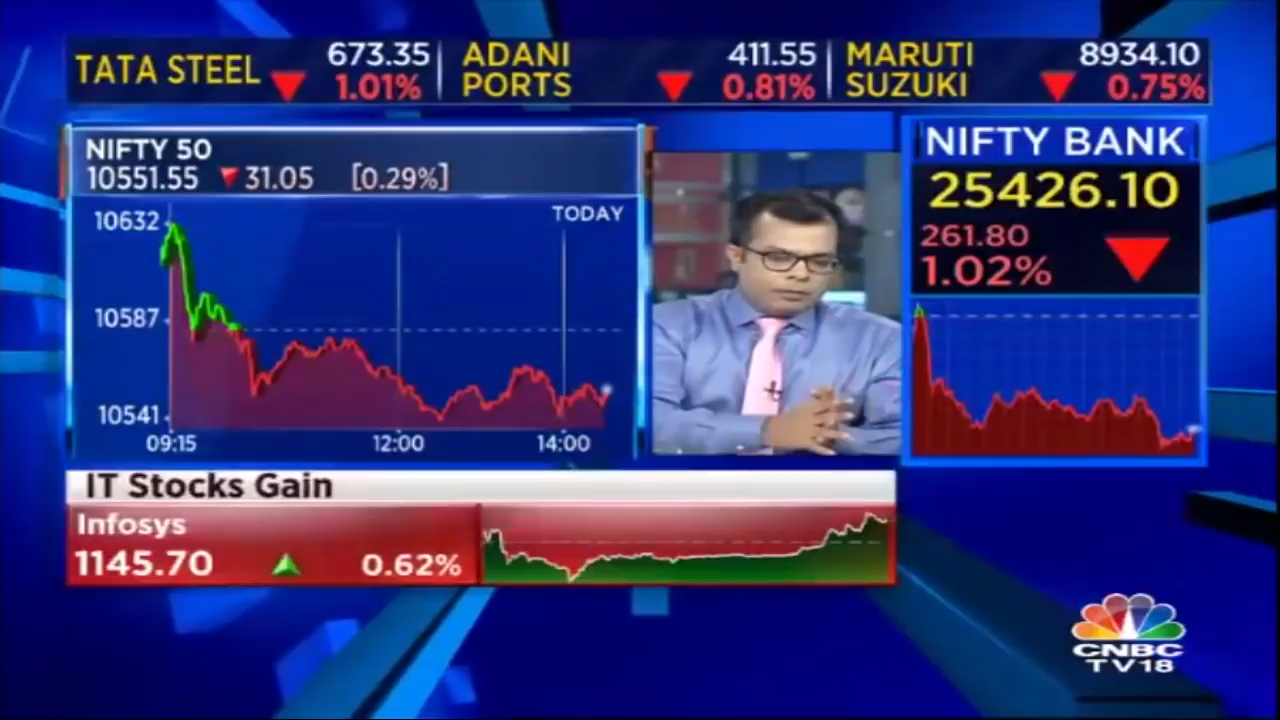 TATA STEEL 673.35 1.01%
ADANI PORTS 411.55 0.81%
MARUTI SUZUKI 8934.10 0.75%
NIFTY 50
10551.55 31.05 [0.29%]
TODAY
10632
10587
10541
09:15 12:00 14:00
NIFTY BANK
25426.10
261.80
1.02%
IT Stocks Gain
Infosys
1145.70 0.62%
CNBC
TV18